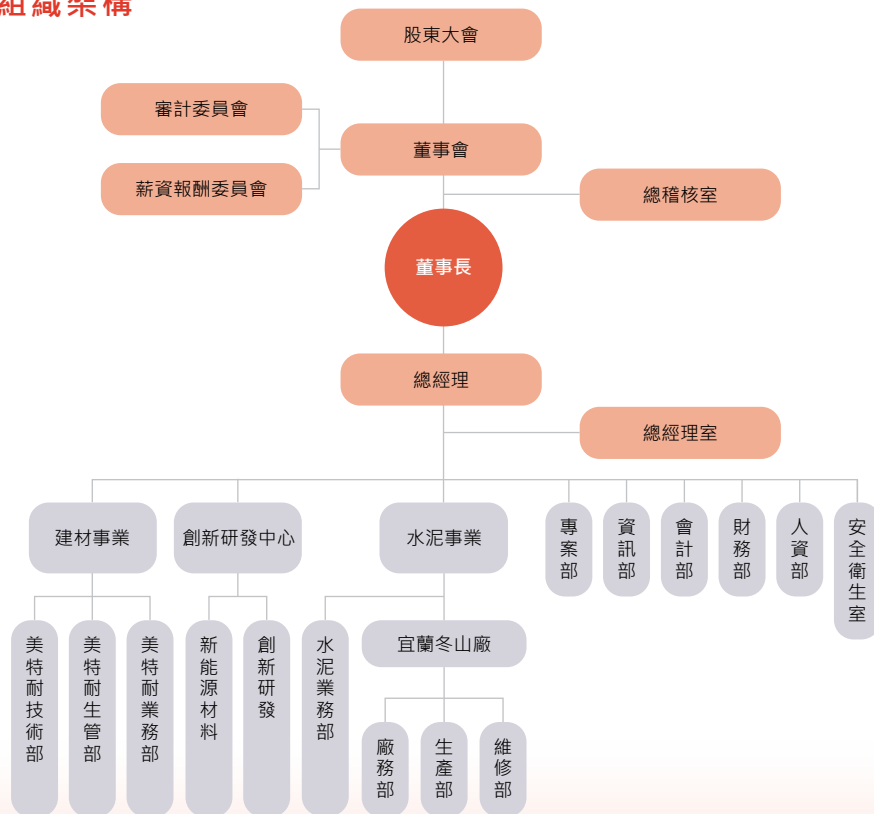 組織架構
股東大會
審計委員會
董事會
薪資報酬委員會
總稽核室
董事長
總經理
總經理室
建材事業
創新研發中心
水泥事業
專案部
資訊部
會計部
財務部
人資部
安全衛生室
美特耐技術部
美特耐生管部
美特耐業務部
新能源材料
創新研發
水泥業務部
宜蘭冬山廠
廠務部
生產部
維修部